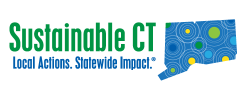 Sustainable CT
Local Actions. Statewide Impact.®